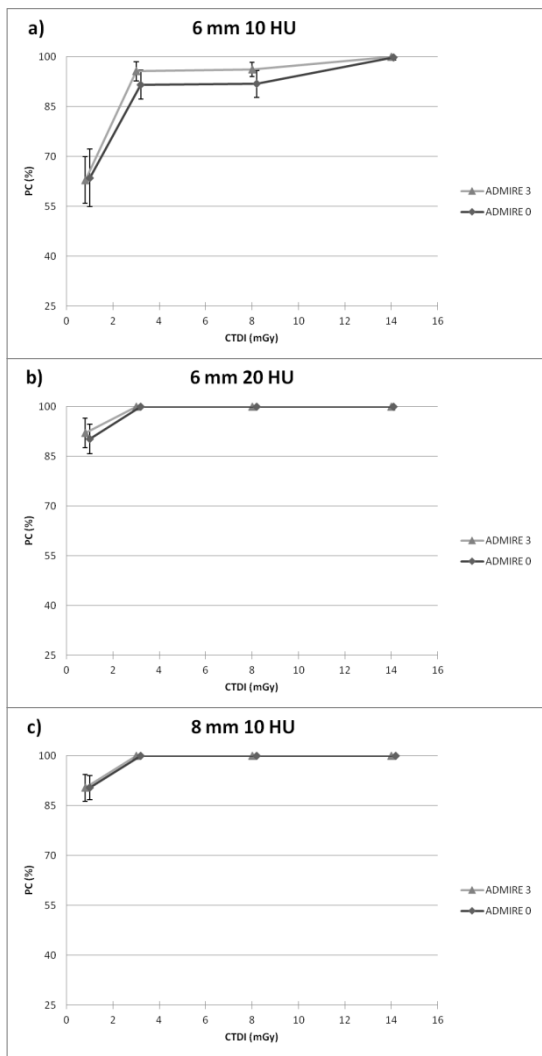 a)
6 mm 10 HU
100
85
70
55
40
25
PC (%)
0 2 4 6 8 10 12 14 16
CTDI (mGy)
ADMIRE 3
ADMIRE 0
b)
6 mm 20 HU
100
85
70
55
40
25
PC (%)
0 2 4 6 8 10 12 14 16
CTDI (mGy)
ADMIRE 3
ADMIRE 0
c)
8 mm 10 HU
100
85
70
55
40
25
PC (%)
0 2 4 6 8 10 12 14 16
CTDI (mGy)
ADMIRE 3
ADMIRE 0